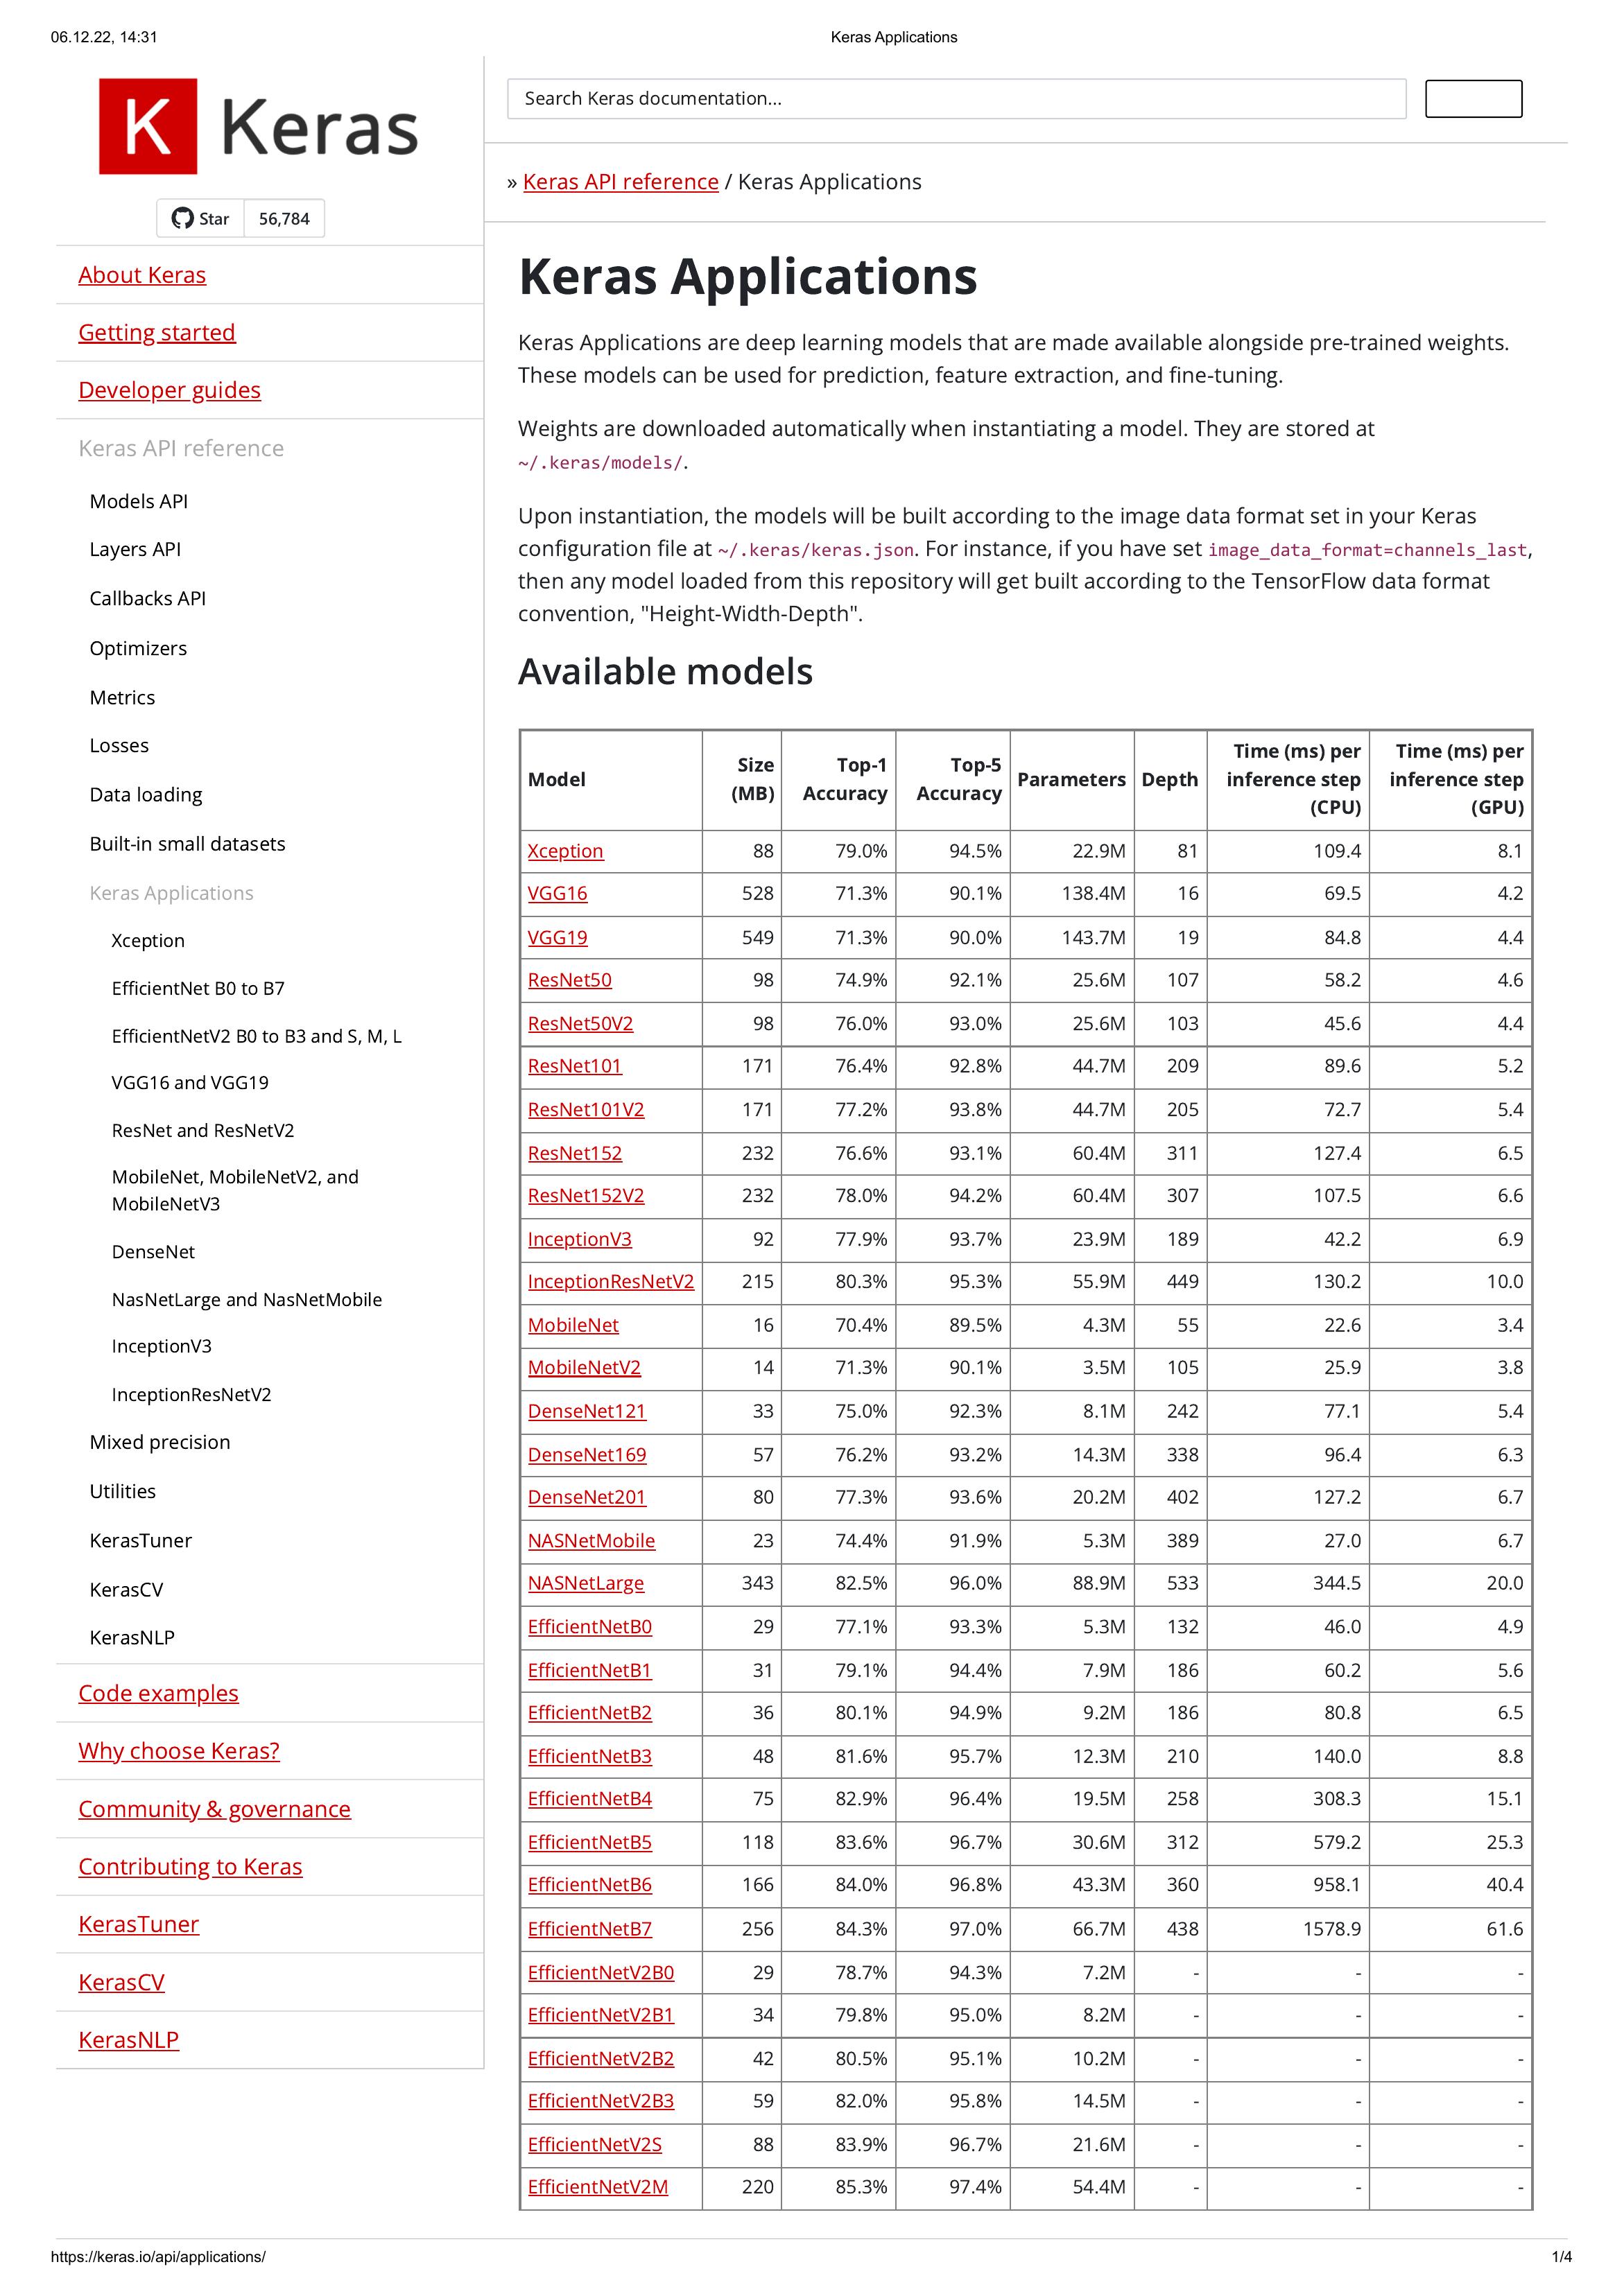 06.12.22, 14:31
Keras Applications
K Keras
Star 56,784
About Keras
Getting started
Developer guides
Keras API reference
Models API
Layers API
Callbacks API
Optimizers
Metrics
Losses
Data loading
Built-in small datasets
Keras Applications
Xception
EfficientNet B0 to B7
EfficientNetV2 B0 to B3 and S, M, L
VGG16 and VGG19
ResNet and ResNetV2
MobileNet, MobileNetV2, and
MobileNetV3
DenseNet
NasNetLarge and NasNetMobile
InceptionV3
InceptionResNetV2
Mixed precision
Utilities
KerasTuner
KerasCV
KerasNLP
Code examples
Why choose Keras?
Community & governance
Contributing to Keras
KerasTuner
KerasCV
KerasNLP
Search Keras documentation...
» Keras API reference / Keras Applications
Keras Applications
Keras Applications are deep learning models that are made available alongside pre-trained weights.
These models can be used for prediction, feature extraction, and fine-tuning.
Weights are downloaded automatically when instantiating a model. They are stored at
~/.keras/models/.
Upon instantiation, the models will be built according to the image data format set in your Keras
configuration file at ~/.keras/keras.json. For instance, if you have set image_data_format=channels_last,
then any model loaded from this repository will get built according to the TensorFlow data format
convention, "Height-Width-Depth".
Available models
Model Size (MB) Top-1 Accuracy Top-5 Accuracy Parameters Depth Time (ms) per inference step (CPU) Time (ms) per inference step (GPU)
Xception 88 79.0% 94.5% 22.9M 81 109.4 8.1
VGG16 528 71.3% 90.1% 138.4M 16 69.5 4.2
VGG19 549 71.3% 90.0% 143.7M 19 84.8 4.4
ResNet50 98 74.9% 92.1% 25.6M 107 58.2 4.6
ResNet50V2 98 76.0% 93.0% 25.6M 103 45.6 4.4
ResNet101 171 76.4% 92.8% 44.7M 209 89.6 5.2
ResNet101V2 171 77.2% 93.8% 44.7M 205 72.7 5.4
ResNet152 232 76.6% 93.1% 60.4M 311 127.4 6.5
ResNet152V2 232 78.0% 94.2% 60.4M 307 107.5 6.6
InceptionV3 92 77.9% 93.7% 23.9M 189 42.2 6.9
InceptionResNetV2 215 80.3% 95.3% 55.9M 449 130.2 10.0
MobileNet 16 70.4% 89.5% 4.3M 55 22.6 3.4
MobileNetV2 14 71.3% 90.1% 3.5M 105 25.9 3.8
DenseNet121 33 75.0% 92.3% 8.1M 242 77.1 5.4
DenseNet169 57 76.2% 93.2% 14.3M 338 96.4 6.3
DenseNet201 80 77.3% 93.6% 20.2M 402 127.2 6.7
NASNetMobile 23 74.4% 91.9% 5.3M 389 27.0 6.7
NASNetLarge 343 82.5% 96.0% 88.9M 533 344.5 20.0
EfficientNetB0 29 77.1% 93.3% 5.3M 132 46.0 4.9
EfficientNetB1 31 79.1% 94.4% 7.9M 186 60.2 5.6
EfficientNetB2 36 80.1% 94.9% 9.2M 186 80.8 6.5
EfficientNetB3 48 81.6% 95.7% 12.3M 210 140.0 8.8
EfficientNetB4 75 82.9% 96.4% 19.5M 258 308.3 15.1
EfficientNetB5 118 83.6% 96.7% 30.6M 312 579.2 25.3
EfficientNetB6 166 84.0% 96.8% 43.3M 360 958.1 40.4
EfficientNetB7 256 84.3% 97.0% 66.7M 438 1578.9 61.6
EfficientNetV2B0 29 78.7% 94.3% 7.2M - - -
EfficientNetV2B1 34 79.8% 95.0% 8.2M - - -
EfficientNetV2B2 42 80.5% 95.1% 10.2M - - -
EfficientNetV2B3 59 82.0% 95.8% 14.5M - - -
EfficientNetV2S 88 83.9% 96.7% 21.6M - - -
EfficientNetV2M 220 85.3% 97.4% 54.4M - - -
https://keras.io/api/applications/
1/4